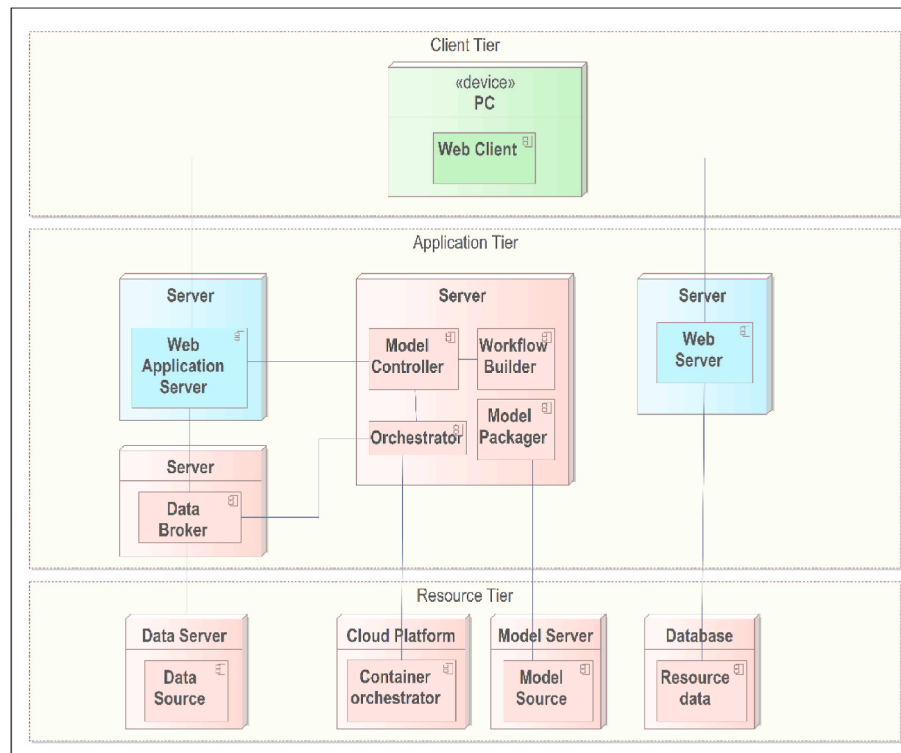 Client Tier
«device»
PC
Web Client
Application Tier
Server
Web
Application
Server
Server
Model
Controller
Workflow
Builder
Orchestrator
Model
Packager
Server
Web
Server
Server
Data
Broker
Resource Tier
Data Server
Data
Source
Cloud Platform
Container
orchestrator
Model Server
Model
Source
Database
Resource
data